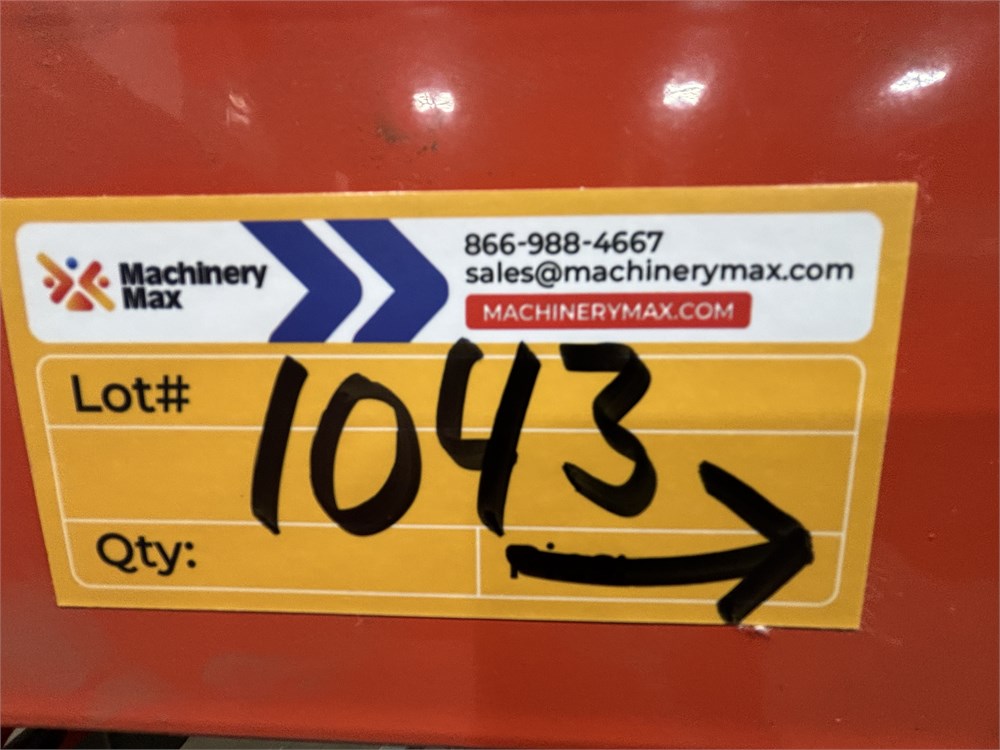 Machinery
Max
866-988-4667
sales@machinerymax.com
MACHINERYMAX.COM
Lot#
1043
Qty: